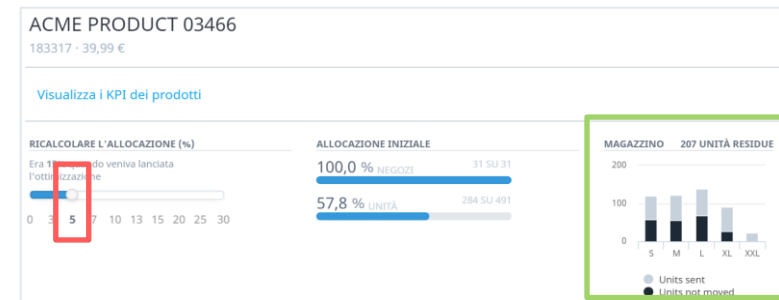 ACME PRODUCT 03466
183317 · 39,99 €
Visualizza i KPI dei prodotti
RICALCOLARE L'ALLOCAZIONE (%)
Era do veniva lanciata
l'ottimizzazione
0 3 5 7 10 13 15 20 25 30
ALLOCAZIONE INIZIALE
100,0 % NEGOZI 31 SU 31
57,8 % UNITÀ 284 SU 491
MAGAZZINO 207 UNITÀ RESIDUE
200
100
0
S M L XL XXL
Units sent
Units not moved